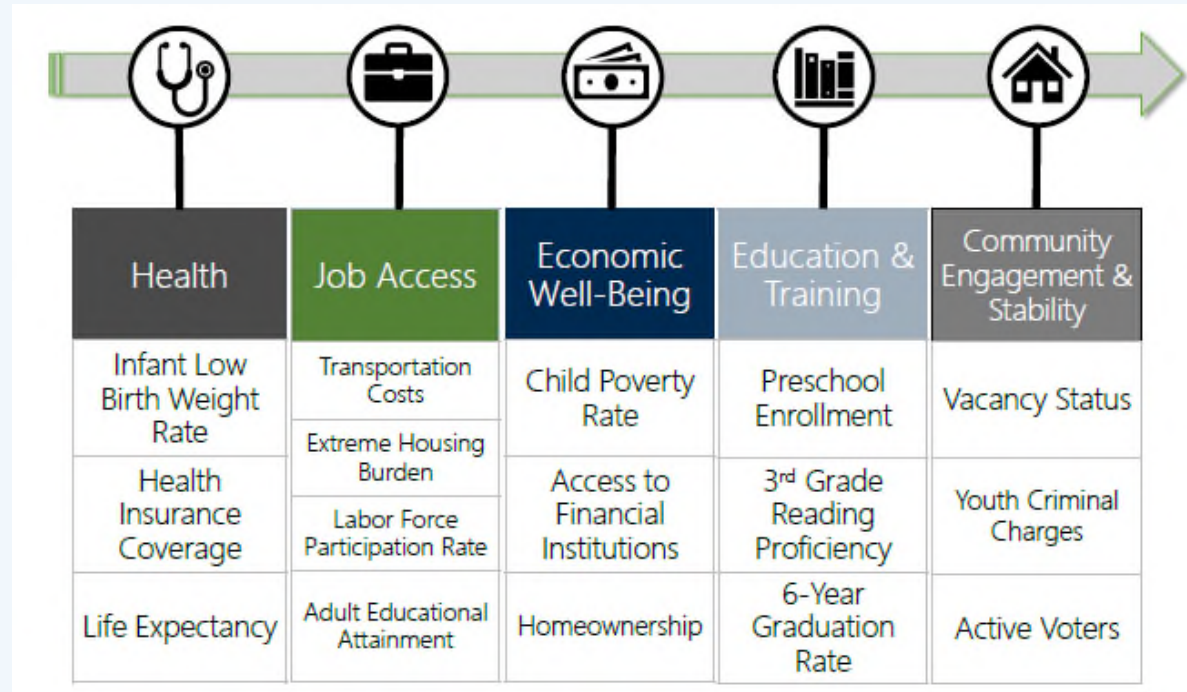 Health
Job Access
Economic
Well-Being
Education &
Training
Community
Engagement &
Stability
Infant Low
Birth Weight
Rate
Health
Insurance
Coverage
Life Expectancy
Transportation
Costs
Extreme Housing
Burden
Labor Force
Participation Rate
Adult Educational
Attainment
Child Poverty
Rate
Access to
Financial
Institutions
Homeownership
Preschool
Enrollment
3rd Grade
Reading
Proficiency
6-Year
Graduation
Rate
Vacancy Status
Youth Criminal
Charges
Active Voters